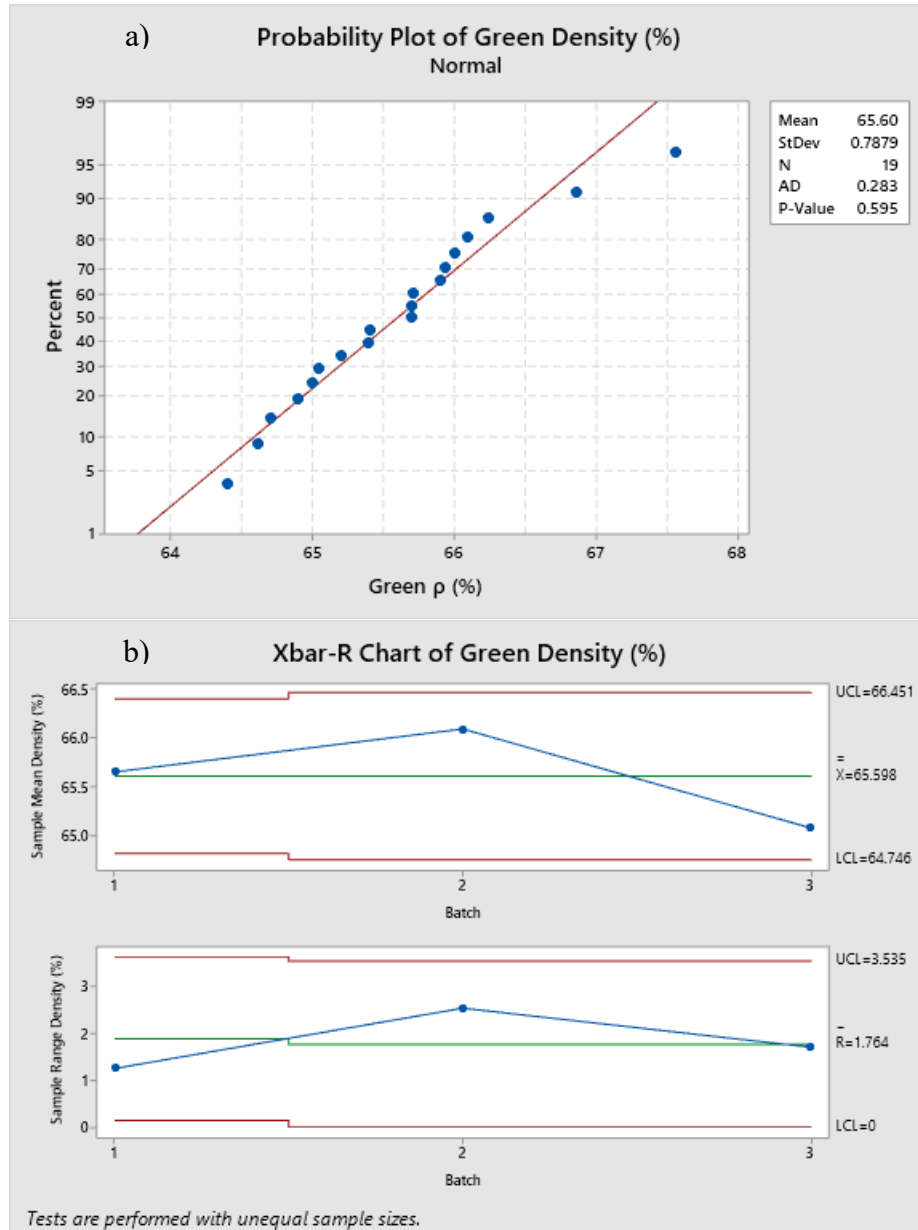 a)
Probability Plot of Green Density (%)
Normal
99
95
90
80
70
60
50
40
30
20
10
5
1
Percent
64 65 66 67 68
Green ρ (%)
Mean 65.60
StDev 0.7879
N 19
AD 0.283
P-Value 0.595
b)
Xbar-R Chart of Green Density (%)
Sample Mean Density (%)
66.5
66.0
65.5
65.0
UCL=66.451
X=65.598
LCL=64.746
1 2 3
Batch
Sample Range Density (%)
3
2
1
0
UCL=3.535
R=1.764
LCL=0
1 2 3
Batch
Tests are performed with unequal sample sizes.